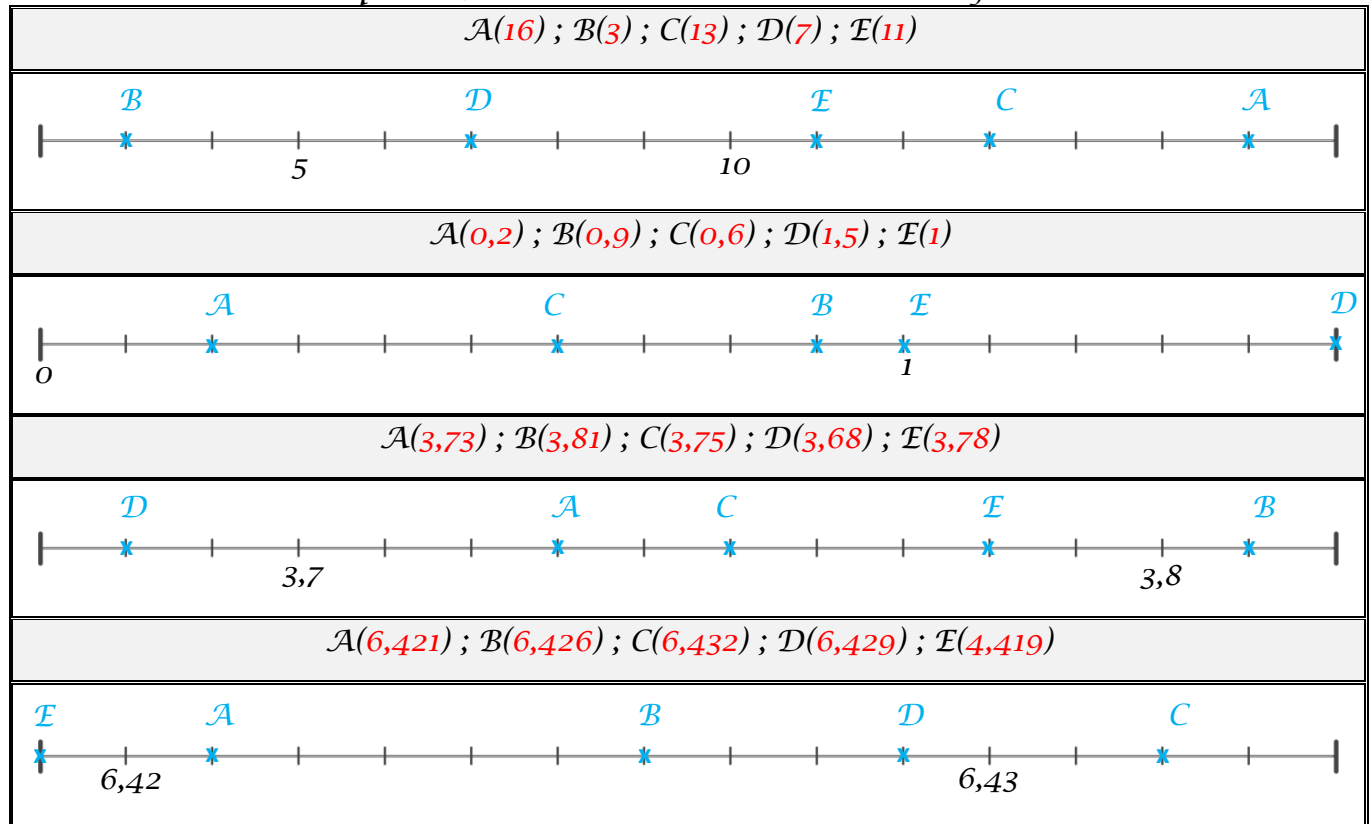 A(16) ; B(3) ; C(13) ; D(7) ; E(11)
B D E C A
5 10
A(0,2) ; B(0,9) ; C(0,6) ; D(1,5) ; E(1)
A C B E D
0 1
A(3,73) ; B(3,81) ; C(3,75) ; D(3,68) ; E(3,78)
D A C E B
3,7 3,8
A(6,421) ; B(6,426) ; C(6,432) ; D(6,429) ; E(4,419)
E A B D C
6,42 6,43